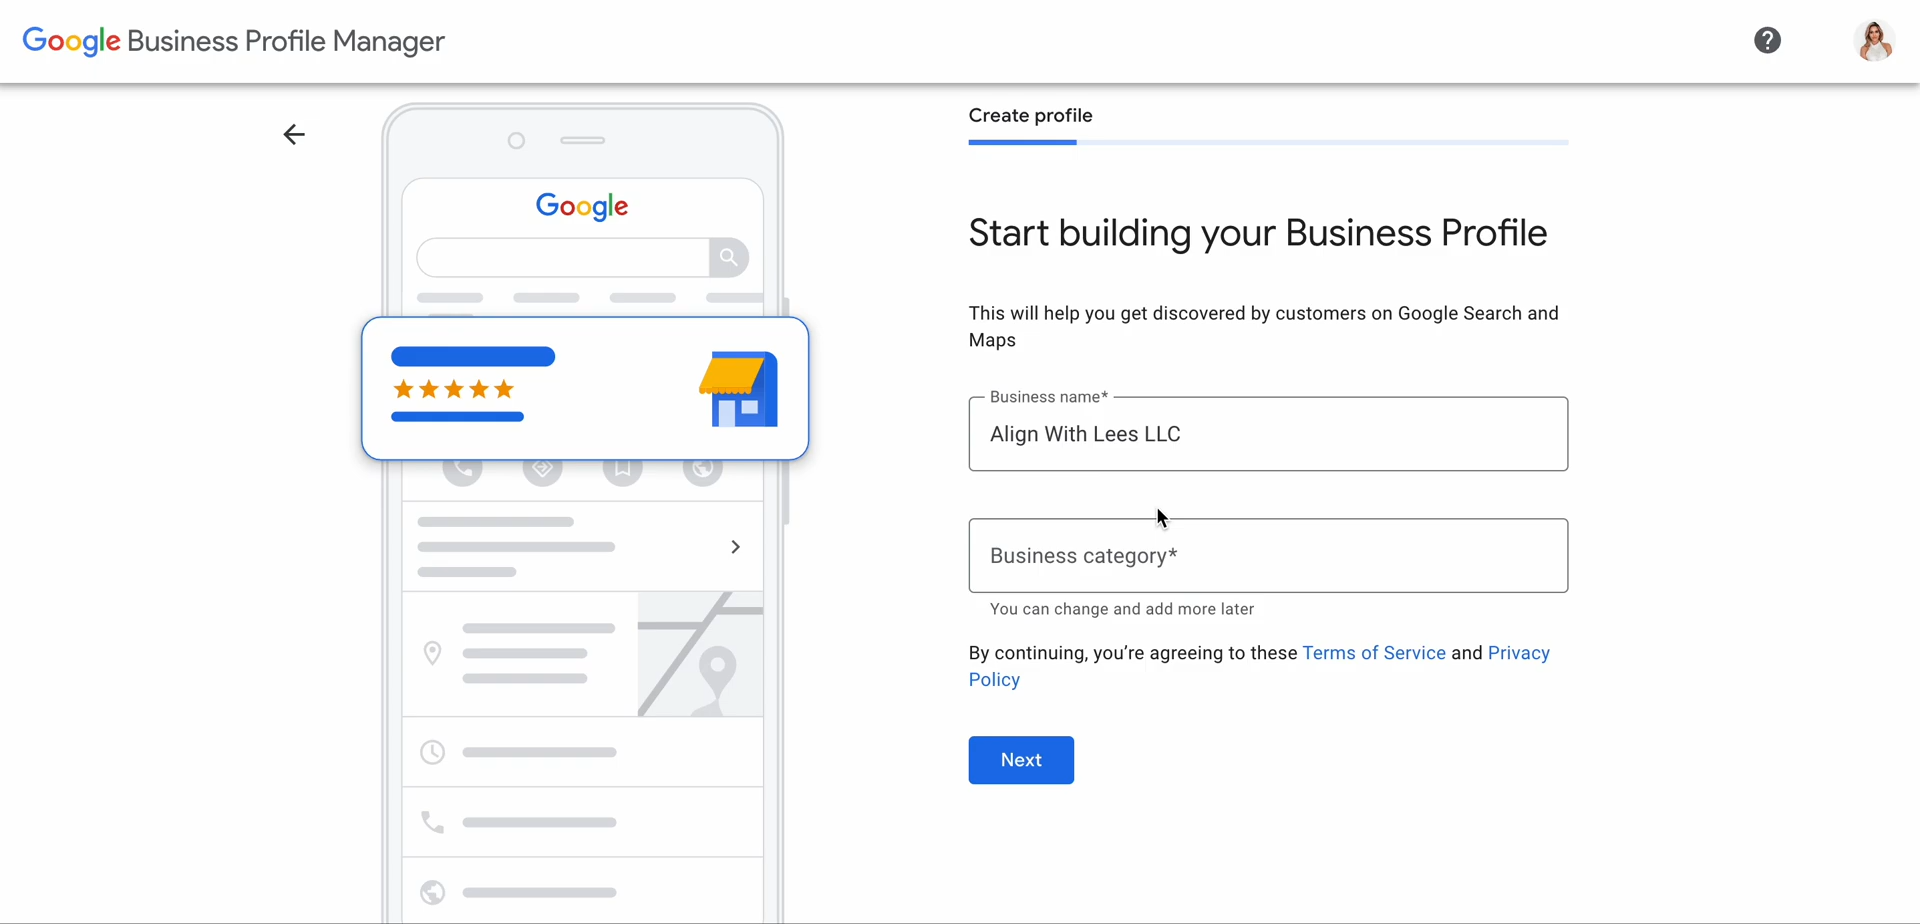 Google Business Profile Manager
Create profile
Google
Start building your Business Profile
This will help you get discovered by customers on Google Search and
Maps
Business name*
Align With Lees LLC
Business category*
You can change and add more later
By continuing, you’re agreeing to these Terms of Service and Privacy
Policy
Next